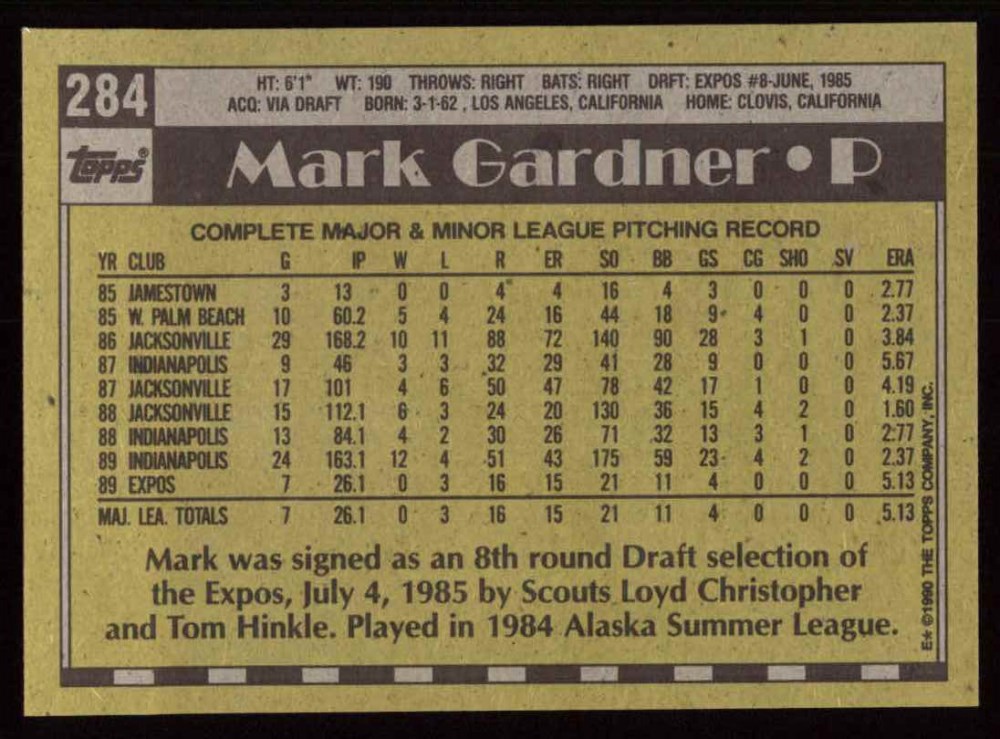 284
HT: 6'1" WT: 190 THROWS: RIGHT BATS: RIGHT DRFT: EXPOS #8-JUNE, 1985
ACQ: VIA DRAFT BORN: 3-1-62 , LOS ANGELES, CALIFORNIA HOME: CLOVIS, CALIFORNIA
topps®
Mark Gardner • P
COMPLETE MAJOR & MINOR LEAGUE PITCHING RECORD
YR CLUB G IP W L R ER SO BB GS CG SHO SV ERA
85 JAMESTOWN 3 13 0 0 4 4 16 4 3 0 0 0 2.77
85 W. PALM BEACH 10 60.2 5 4 24 16 44 18 9 4 0 0 2.37
86 JACKSONVILLE 29 168.2 10 11 88 72 140 90 28 3 1 0 3.84
87 INDIANAPOLIS 9 46 3 3 32 29 41 28 9 0 0 0 5.67
87 JACKSONVILLE 17 101 4 6 50 47 78 42 17 1 0 0 4.19
88 JACKSONVILLE 15 112.1 6 3 24 20 130 36 15 4 2 0 1.60
88 INDIANAPOLIS 13 84.1 4 2 30 26 71 32 13 3 1 0 2.77
89 INDIANAPOLIS 24 163.1 12 4 51 43 175 59 23 4 2 0 2.37
89 EXPOS 7 26.1 0 3 16 15 21 11 4 0 0 0 5.13
MAJ. LEA. TOTALS 7 26.1 0 3 16 15 21 11 4 0 0 0 5.13
Mark was signed as an 8th round Draft selection of
the Expos, July 4, 1985 by Scouts Loyd Christopher
and Tom Hinkle. Played in 1984 Alaska Summer League.
E* ©1990 THE TOPPS COMPANY, INC.